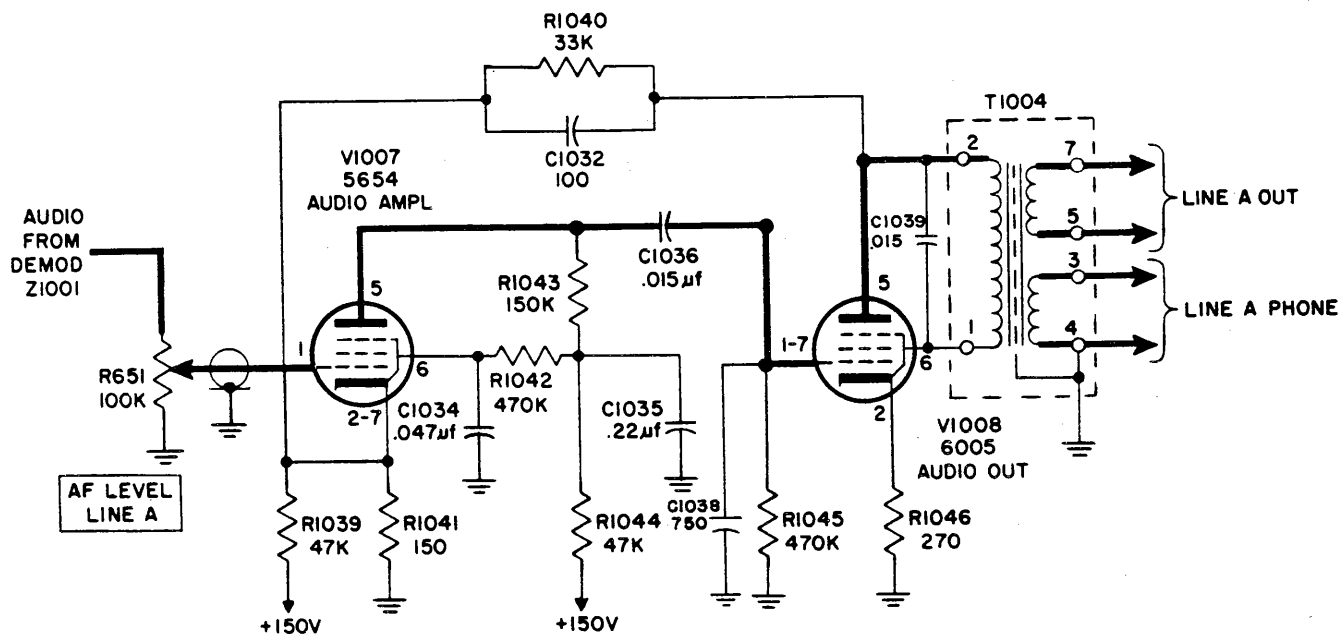 R1040
33K
C1032
100
T1004
V1007
5654
AUDIO AMPL
2
7
LINE A OUT
5
3
LINE A PHONE
4
1
AUDIO
FROM
DEMOD
Z1001
5
C1036
.015µf
R1043
150K
5
C1039
.015
1
6
1-7
6
R651
100K
2-7
R1042
470K
C1034
.047µf
C1035
.22µf
2
V1008
6005
AUDIO OUT
AF LEVEL
LINE A
R1039
47K
R1041
150
R1044
47K
C1038
750
R1045
470K
R1046
270
+150V
+150V